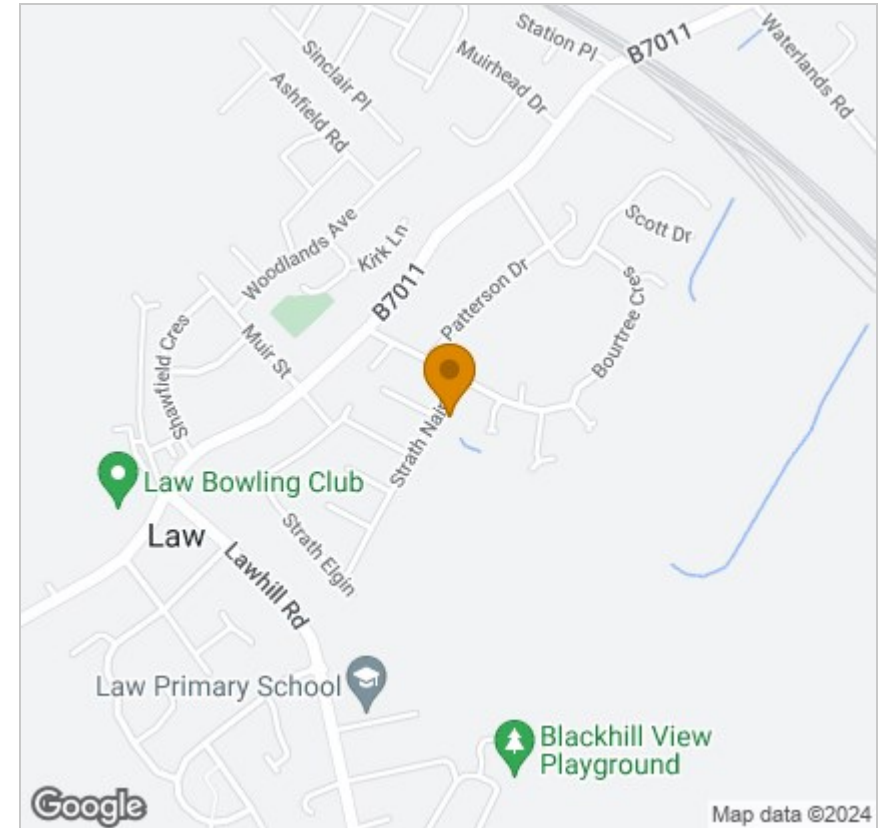 Station Pl
B7011
Waterlands Rd
Sinclair Pl
Muirhead Dr
Ashfield Rd
Scott Dr
Woodlands Ave
Kirk Ln
B7011
Patterson Dr
Bourtree Cres
Shawfield Cres
Muir St
Strath Nairn
Law Bowling Club
Law
Strath Elgin
Lawhill Rd
Law Primary School
Blackhill View
Playground
Google
Map data ©2024